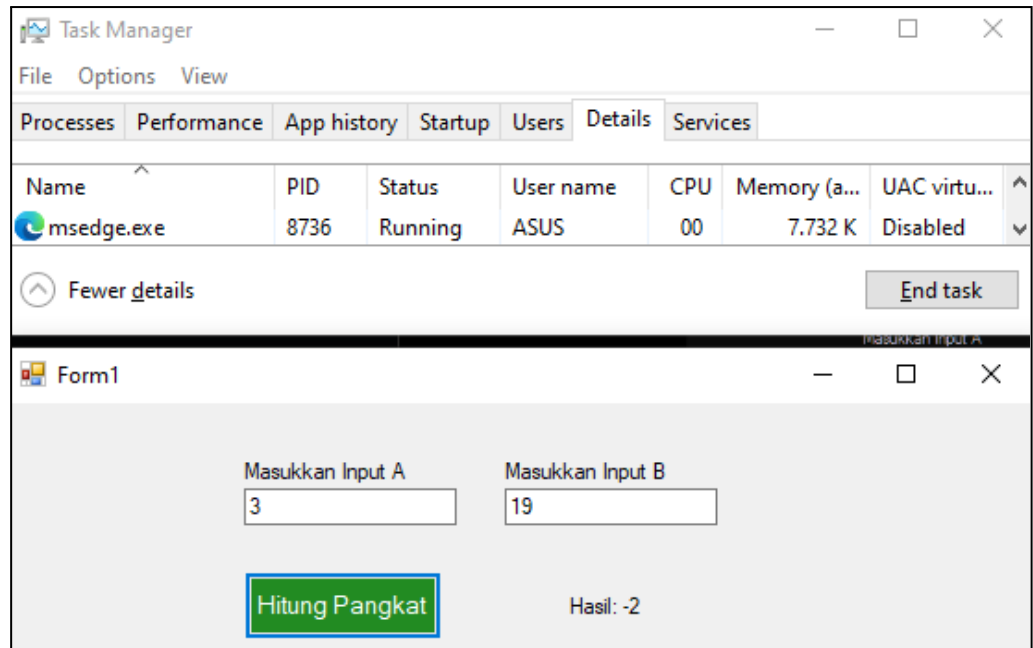 Task Manager
File Options View
Processes Performance App history Startup Users Details Services
Name PID Status User name CPU Memory (a... UAC virtu...
msedge.exe 8736 Running ASUS 00 7.732 K Disabled
Fewer details End task
Masukkan Input A
Form1
Masukkan Input A Masukkan Input B
3 19
Hitung Pangkat Hasil: -2